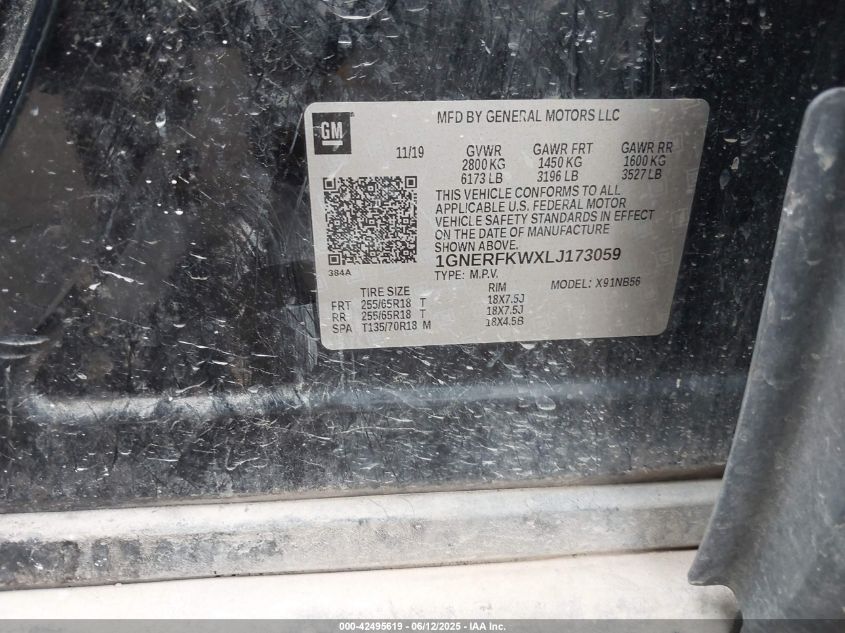 MFD BY GENERAL MOTORS LLC
GM
11/19 GVWR GAWR FRT GAWR RR
2800 KG 1450 KG 1600 KG
6173 LB 3196 LB 3527 LB
THIS VEHICLE CONFORMS TO ALL
APPLICABLE U.S. FEDERAL MOTOR
VEHICLE SAFETY STANDARDS IN EFFECT
ON THE DATE OF MANUFACTURE
SHOWN ABOVE.
384A
1GNERFKWXLJ173059
TYPE: M.P.V. MODEL: X91NB56
TIRE SIZE RIM
FRT 255/65R18 T 18X7.5J
RR 255/65R18 T 18X7.5J
SPA T135/70R18 M 18X4.5B
000-42495619 - 06/12/2025 - IAA Inc.